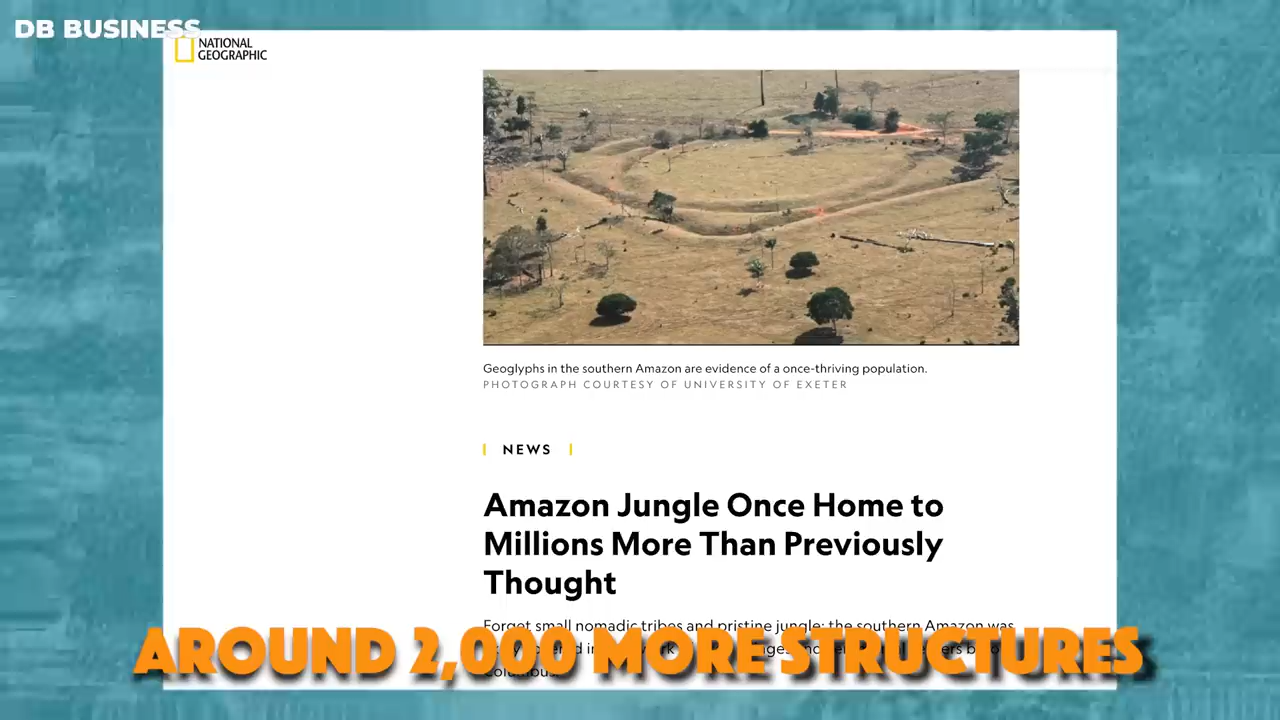 DB BUSINESS
NATIONAL
GEOGRAPHIC
Geoglyphs in the southern Amazon are evidence of a once-thriving population.
PHOTOGRAPH COURTESY OF UNIVERSITY OF EXETER
NEWS
Amazon Jungle Once Home to
Millions More Than Previously
Thought
Forget small nomadic tribes and pristine jungle: the southern Amazon was
Columbus.
AROUND 2,000 MORE STRUCTURES